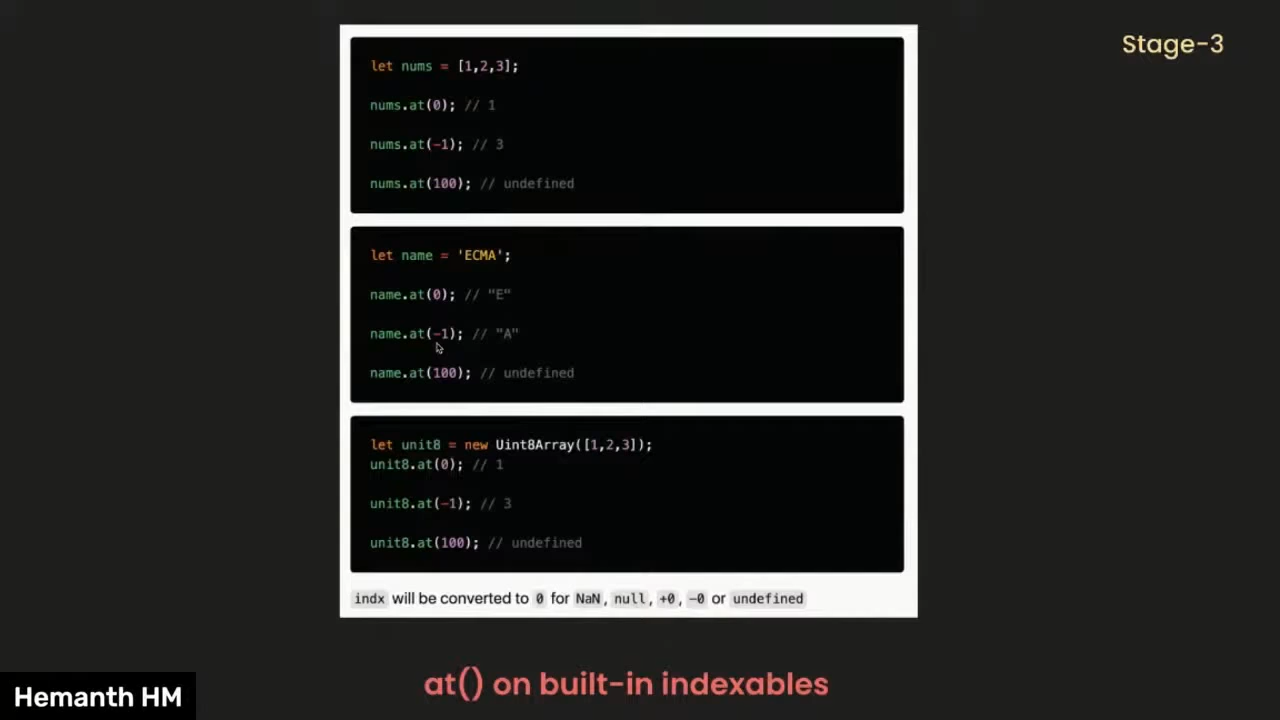 Stage-3
let nums = [1,2,3];
nums.at(0); // 1
nums.at(-1); // 3
nums.at(100); // undefined
let name = 'ECMA';
name.at(0); // "E"
name.at(-1); // "A"
name.at(100); // undefined
let unit8 = new Uint8Array([1,2,3]);
unit8.at(0); // 1
unit8.at(-1); // 3
unit8.at(100); // undefined
indx will be converted to 0 for NaN, null, +0, -0 or undefined
at() on built-in indexables
Hemanth HM